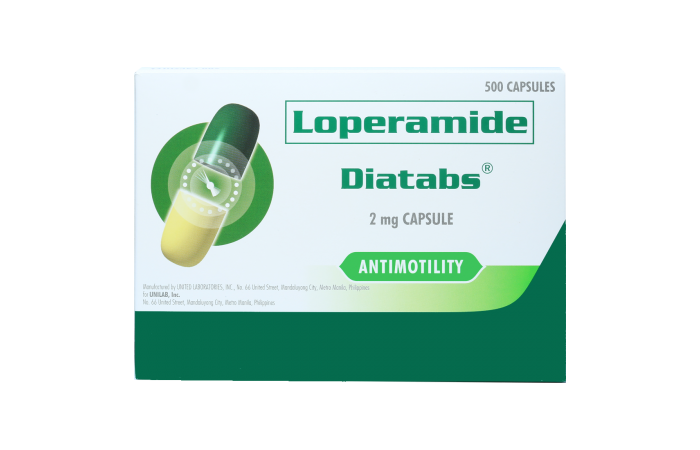 500 CAPSULES
Loperamide
Diatabs®
2 mg CAPSULE
ANTIMOTILITY
Manufactured by UNITED LABORATORIES, INC., No. 66 United Street, Mandaluyong City, Metro Manila, Philippines
for UNILAB, Inc.
No. 66 United Street, Mandaluyong City, Metro Manila, Philippines